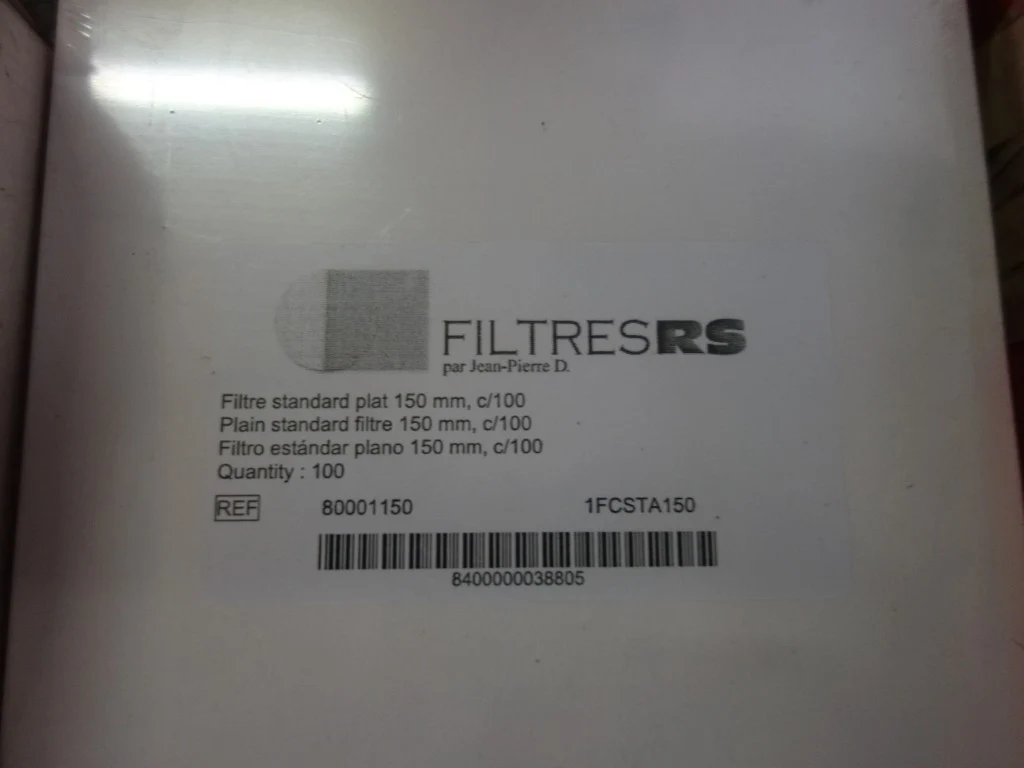 FILTRESRS
par Jean-Pierre D.
Filtre standard plat 150 mm, c/100
Plain standard filtre 150 mm, c/100
Filtro estándar plano 150 mm, c/100
Quantity : 100
REF 80001150 1FCSTA150
8400000038805